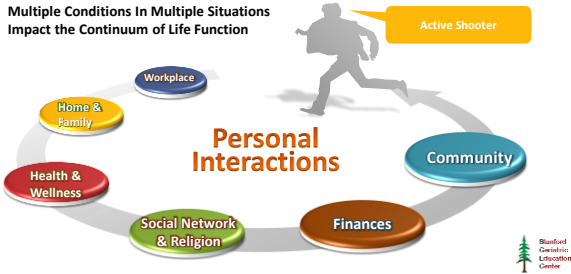 Multiple Conditions In Multiple Situations
Impact the Continuum of Life Function
Active Shooter
Workplace
Home &
Family
Personal
Interactions
Community
Health &
Wellness
Social Network
& Religion
Finances
Stanford
Geriatric
Education
Center